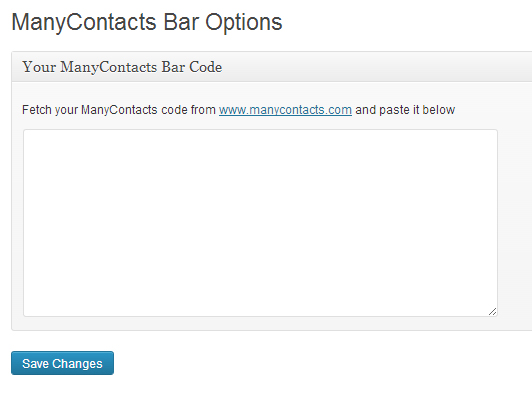 ManyContacts Bar Options
Your ManyContacts Bar Code
Fetch your ManyContacts code from www.manycontacts.com and paste it below
Save Changes